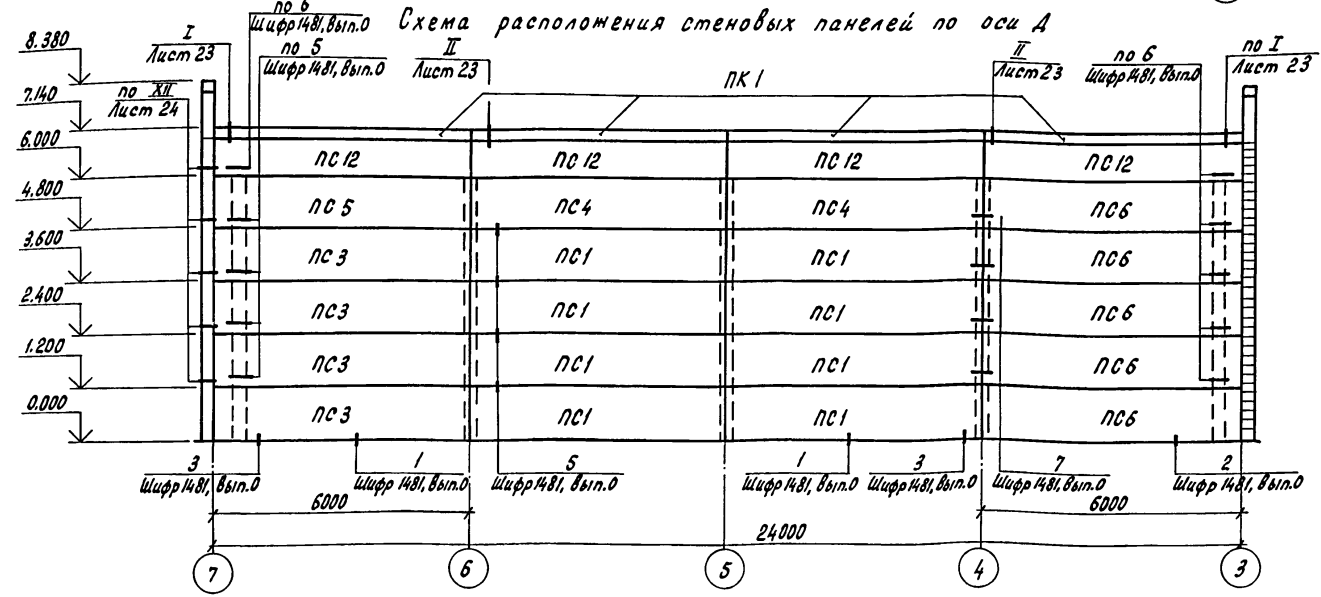 Схема расположения стеновых панелей по оси Д
по 6
Шифр 1481, вып.0
I
Лист 23
по 5
Шифр 1481, вып.0
II
Лист 23
ПК 1
II
Лист 23
по 6
Шифр 1481, вып.0
по I
Лист 23
по XII
Лист 24
8.380
7.140
6.000
4.800
3.600
2.400
1.200
0.000
ПС 12 ПС 12 ПС 12 ПС 12
ПС 5 ПС 4 ПС 4 ПС 6
ПС 3 ПС 1 ПС 1 ПС 6
ПС 3 ПС 1 ПС 1 ПС 6
ПС 3 ПС 1 ПС 1 ПС 6
ПС 3 ПС 1 ПС 1 ПС 6
3
Шифр 1481, вып.0
1
Шифр 1481, вып.0
5
Шифр 1481, вып.0
1
Шифр 1481, вып.0
3
Шифр 1481, вып.0
7
Шифр 1481, вып.0
2
Шифр 1481, вып.0
6000 6000
24000
7 6 5 4 3